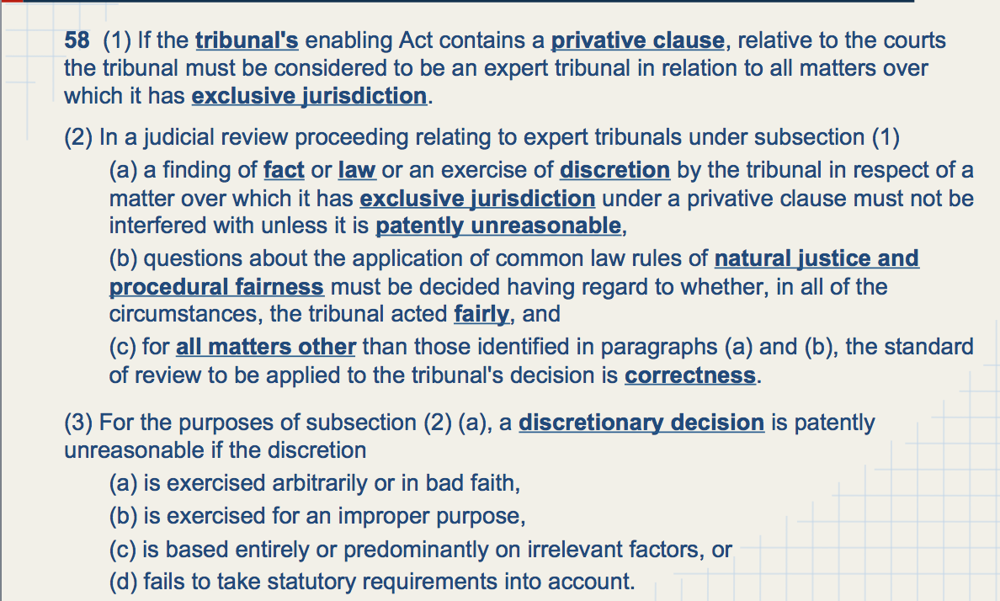 58 (1) If the tribunal's enabling Act contains a privative clause, relative to the courts
the tribunal must be considered to be an expert tribunal in relation to all matters over
which it has exclusive jurisdiction.
(2) In a judicial review proceeding relating to expert tribunals under subsection (1)
(a) a finding of fact or law or an exercise of discretion by the tribunal in respect of a
matter over which it has exclusive jurisdiction under a privative clause must not be
interfered with unless it is patently unreasonable,
(b) questions about the application of common law rules of natural justice and
procedural fairness must be decided having regard to whether, in all of the
circumstances, the tribunal acted fairly, and
(c) for all matters other than those identified in paragraphs (a) and (b), the standard
of review to be applied to the tribunal's decision is correctness.
(3) For the purposes of subsection (2) (a), a discretionary decision is patently
unreasonable if the discretion
(a) is exercised arbitrarily or in bad faith,
(b) is exercised for an improper purpose,
(c) is based entirely or predominantly on irrelevant factors, or
(d) fails to take statutory requirements into account.